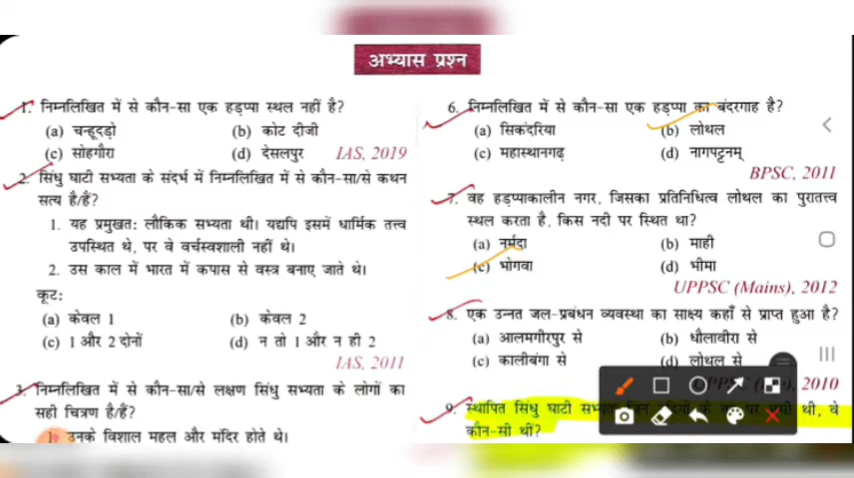 अभ्यास प्रश्न
1. निम्नलिखित में से कौन-सा एक हड़प्पा स्थल नहीं है?
(a) चन्हूदड़ो (b) कोट दीजी
(c) सोहगौरा (d) देसलपुर IAS, 2019
2. सिंधु घाटी सभ्यता के संदर्भ में निम्नलिखित में से कौन-सा/से कथन
सत्य है/हैं?
1. यह प्रमुखतः लौकिक सभ्यता थी। यद्यपि इसमें धार्मिक तत्त्व
उपस्थित थे, पर वे वर्चस्वशाली नहीं थे।
2. उस काल में भारत में कपास से वस्त्र बनाए जाते थे।
कूट:
(a) केवल 1 (b) केवल 2
(c) 1 और 2 दोनों (d) न तो 1 और न ही 2
IAS, 2011
3. निम्नलिखित में से कौन-सा/से लक्षण सिंधु सभ्यता के लोगों का
सही चित्रण है/हैं?
उनके विशाल महल और मंदिर होते थे।
6. निम्नलिखित में से कौन-सा एक हड़प्पा का बंदरगाह है?
(a) सिकंदरिया (b) लोथल
(c) महास्थानगढ़ (d) नागपट्टनम्
BPSC, 2011
7. वह हड़प्पाकालीन नगर, जिसका प्रतिनिधित्व लोथल का पुरातत्त्व
स्थल करता है, किस नदी पर स्थित था?
(a) नर्मदा (b) माही
(c) भोगवा (d) भीमा
UPPSC (Mains), 2012
8. एक उन्नत जल-प्रबंधन व्यवस्था का साक्ष्य कहाँ से प्राप्त हुआ है?
(a) आलमगीरपुर से (b) धौलावीरा से
(c) कालीबंगा से (d) लोथल से
2010
9. स्थापित सिंधु घाटी पर थी, वे
कौन-सी थीं?